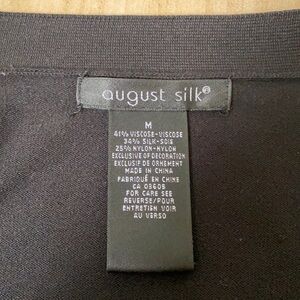 august silk®
M
41% VISCOSE-VISCOSE
34% SILK-SOIE
25% NYLON-NYLON
EXCLUSIVE OF DECORATION
EXCLUSIF DE ORNEMENT
MADE IN CHINA
FABRIQUÉ EN CHINE
CA 03608
FOR CARE SEE
REVERSE/POUR
ENTRETIEN VOIR
AU VERSO